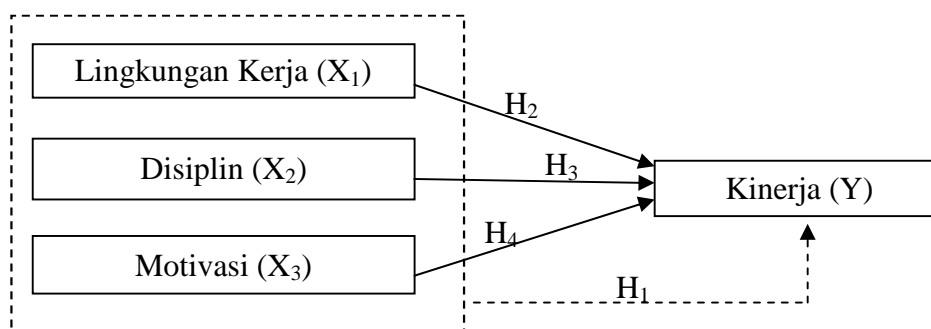 Lingkungan Kerja (X₁)
H₂
Disiplin (X₂)
H₃
Kinerja (Y)
H₄
Motivasi (X₃)
H₁